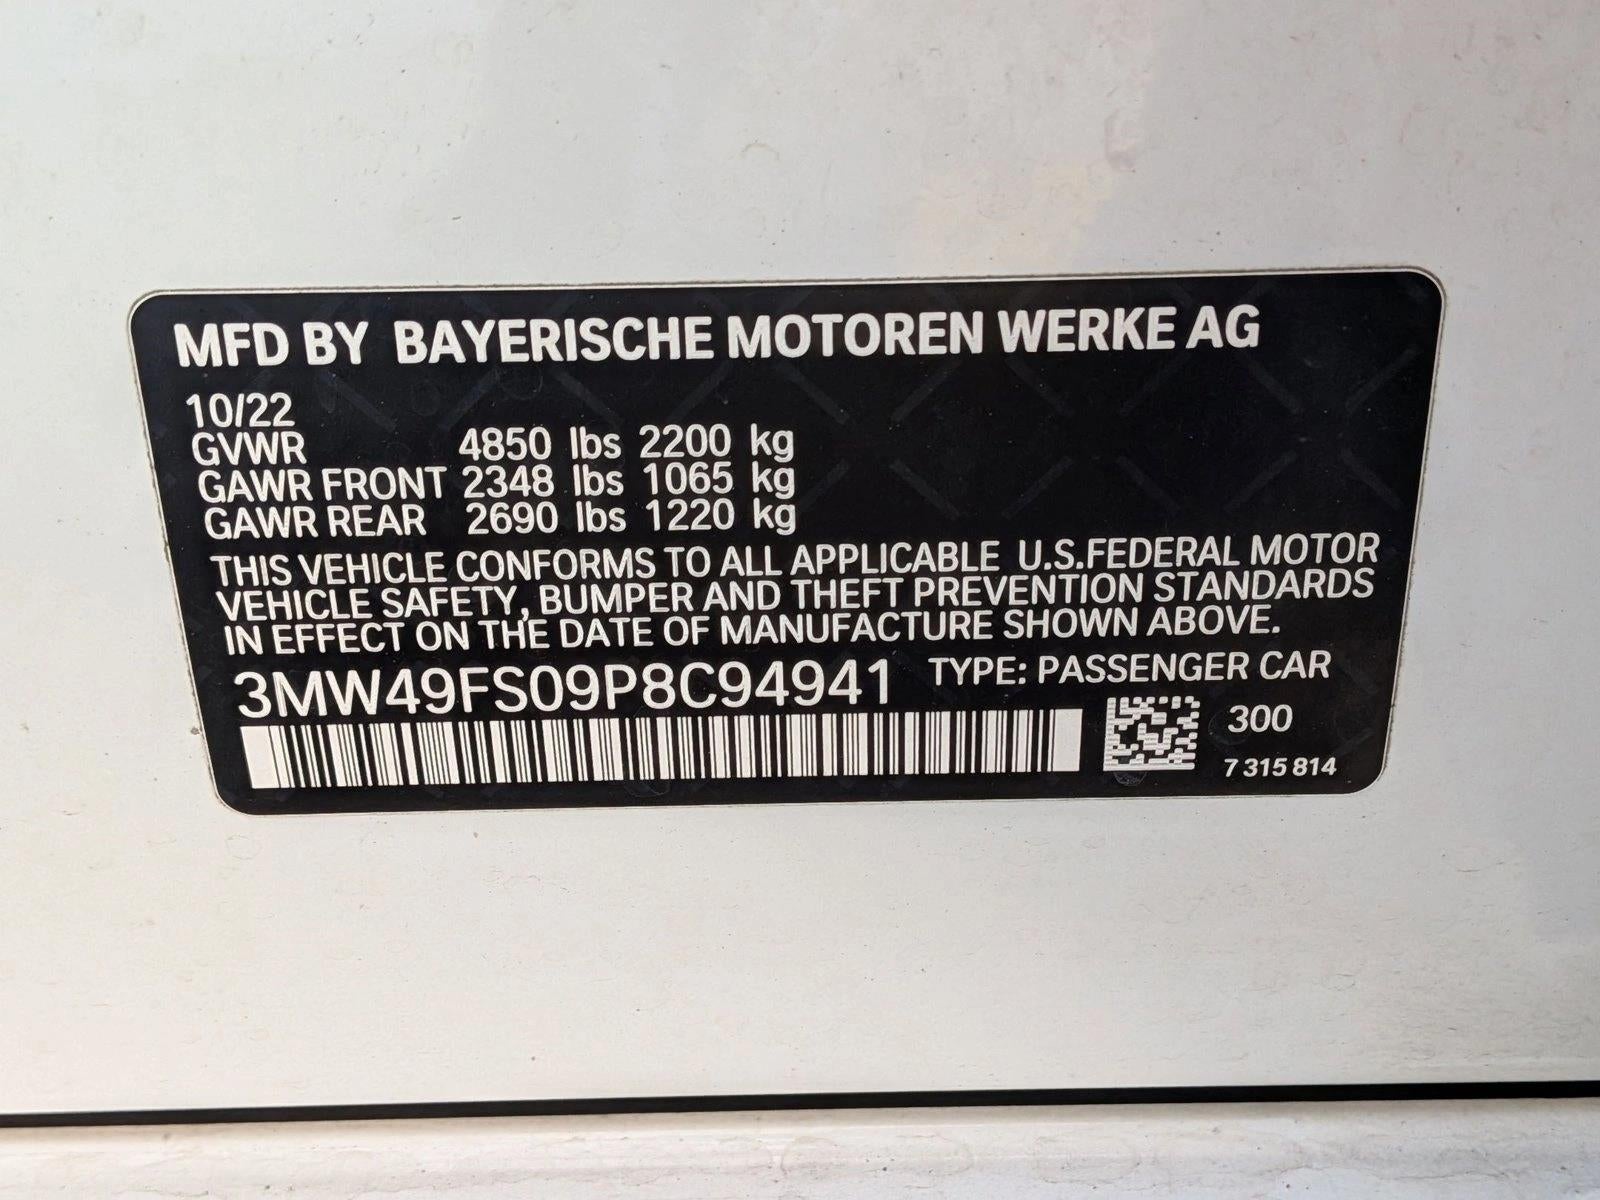 MFD BY BAYERISCHE MOTOREN WERKE AG
10/22
GVWR 4850 lbs 2200 kg
GAWR FRONT 2348 lbs 1065 kg
GAWR REAR 2690 lbs 1220 kg
THIS VEHICLE CONFORMS TO ALL APPLICABLE U.S.FEDERAL MOTOR
VEHICLE SAFETY, BUMPER AND THEFT PREVENTION STANDARDS
IN EFFECT ON THE DATE OF MANUFACTURE SHOWN ABOVE.
3MW49FS09P8C94941 TYPE: PASSENGER CAR
300
7 315 814